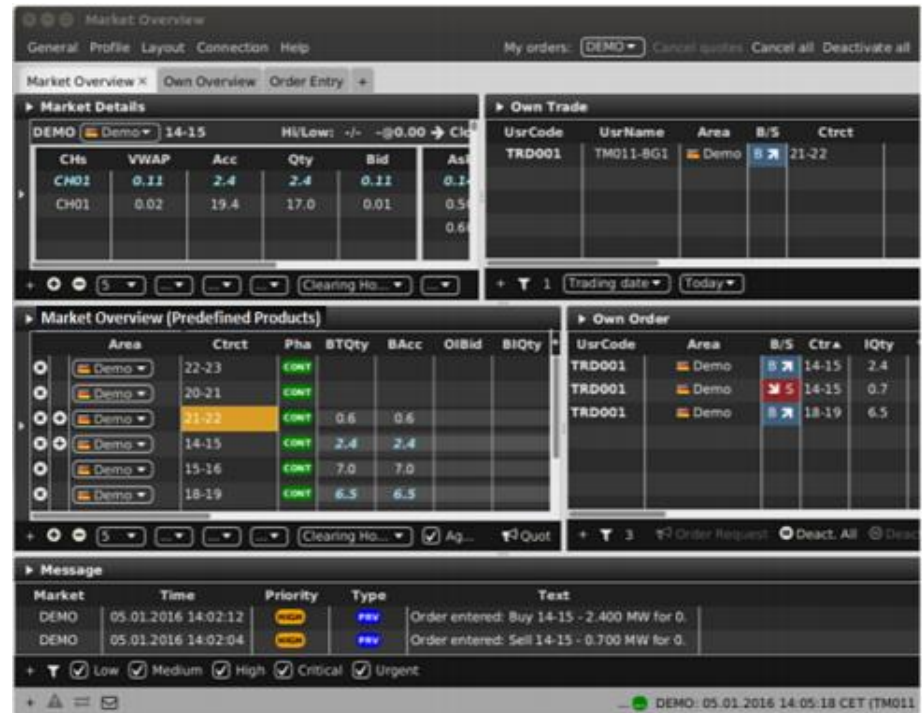 Market Overview
General Profile Layout Connection Help My orders: DEMO Cancel quotes Cancel all Deactivate all
Market Overview × Own Overview Order Entry +
Market Details
DEMO Demo 14-15 Hi/Low: -/- -@0.00 → Clo
CHs VWAP Acc Qty Bid Ask
CH01 0.11 2.4 2.4 0.11 0.14
CH01 0.02 19.4 17.0 0.01 0.50
0.60
+ 5 ... ... ... Clearing Ho... ...
Own Trade
UsrCode UsrName Area B/S Ctrct
TRD001 TM011-BG1 Demo B 21-22
+ 1 Trading date Today
Market Overview (Predefined Products)
Area Ctrct Pha BTQty BAcc OIBid BIQty
Demo 22-23 CONT
Demo 20-21 CONT
Demo 21-22 CONT 0.6 0.6
Demo 14-15 CONT 2.4 2.4
Demo 15-16 CONT 7.0 7.0
Demo 18-19 CONT 6.5 6.5
+ 5 ... ... ... Clearing Ho... Ag... Quot
Own Order
UsrCode Area B/S Ctr IQty
TRD001 Demo B 14-15 2.4
TRD001 Demo S 14-15 0.7
TRD001 Demo B 18-19 6.5
+ 3 Order Request Deact. All Deac
Message
Market Time Priority Type Text
DEMO 05.01.2016 14:02:12 HIGH PRV Order entered: Buy 14-15 - 2.400 MW for 0.
DEMO 05.01.2016 14:02:04 HIGH PRV Order entered: Sell 14-15 - 0.700 MW for 0.
+ Low Medium High Critical Urgent
+ ... DEMO: 05.01.2016 14:05:18 CET (TM011